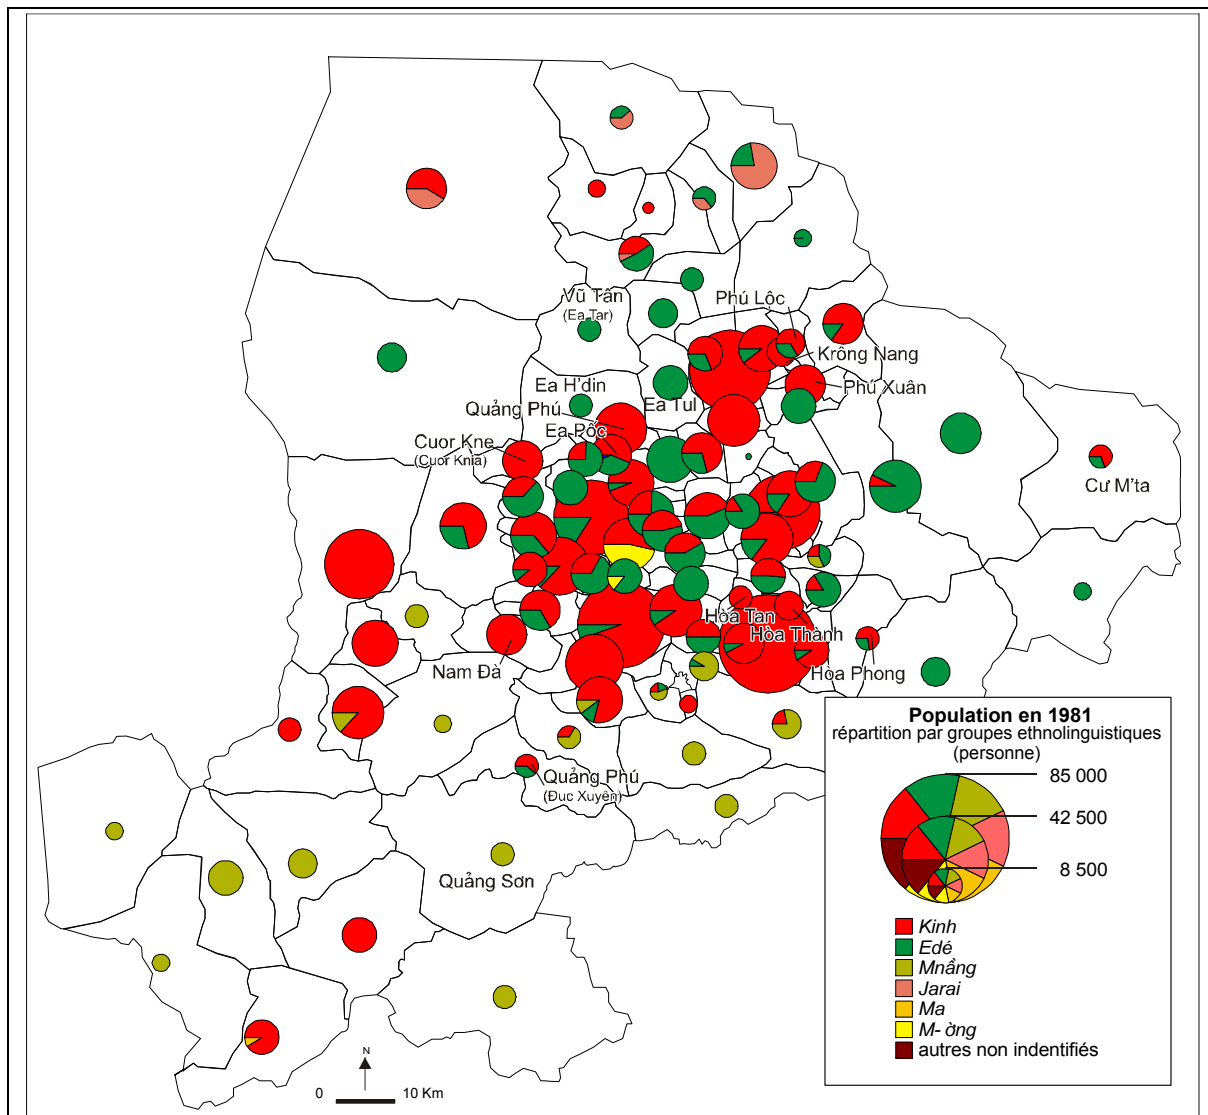 Vũ Tân
(Ea Tar)
Phú Lộc
Krông Nang
Phú Xuân
Ea H'din
Ea Tul
Quảng Phú
Ea Pốc
Cuor Kne
(Cuor Knia)
Cư M'ta
Hòa Tan
Hòa Thành
Hòa Phong
Nam Đà
Quảng Phú
(Đuc Xuyên)
Quảng Sơn
Population en 1981
répartition par groupes ethnolinguistiques
(personne)
85 000
42 500
8 500
Kinh
Edé
Mnầng
Jarai
Ma
M- ờng
autres non indentifiés
N
0 10 Km